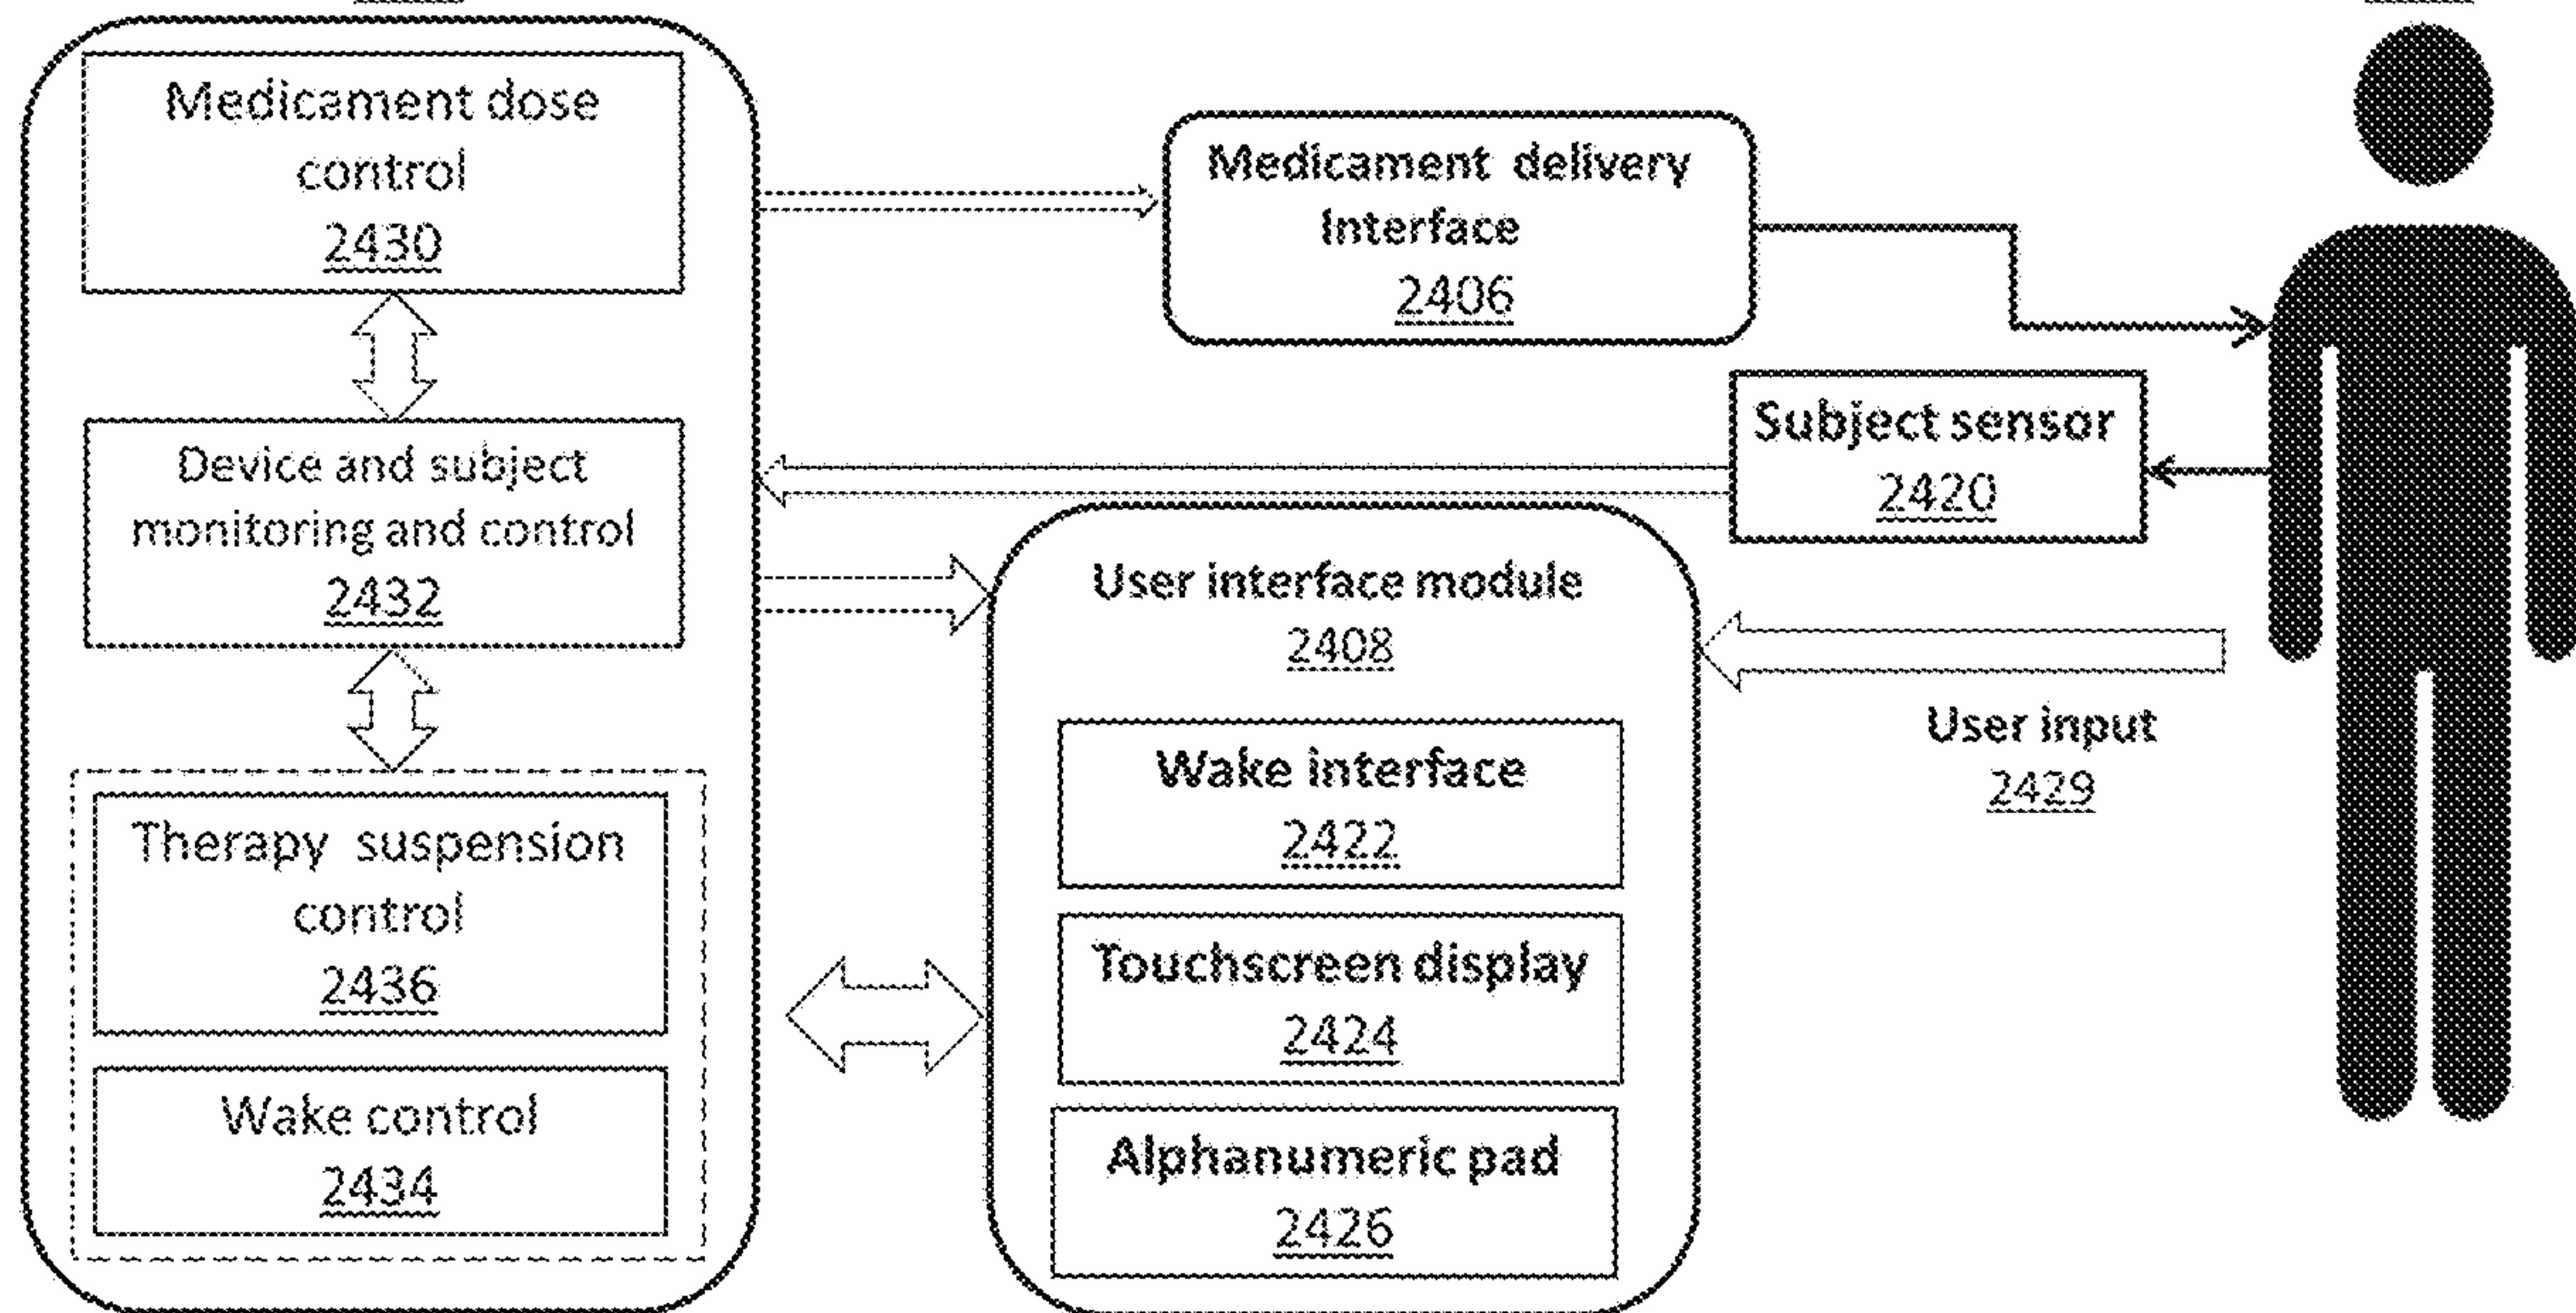 Medicament dose
control
2430
Device and subject
monitoring and control
2432
Therapy suspension
control
2436
Wake control
2434
Medicament delivery
Interface
2406
Subject sensor
2420
User interface module
2408
Wake interface
2422
Touchscreen display
2424
Alphanumeric pad
2426
User input
2429